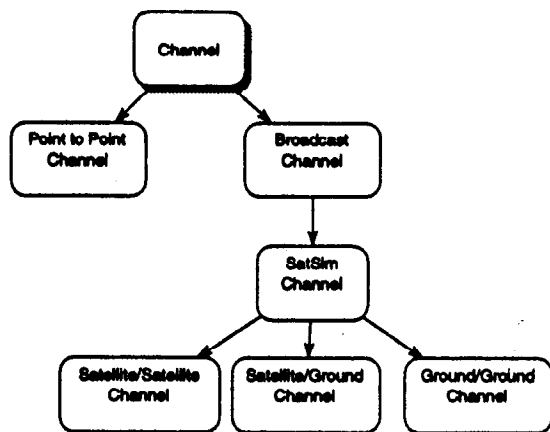 Channel
Point to Point
Channel
Broadcast
Channel
SatSim
Channel
Satellite/Satellite
Channel
Satellite/Ground
Channel
Ground/Ground
Channel